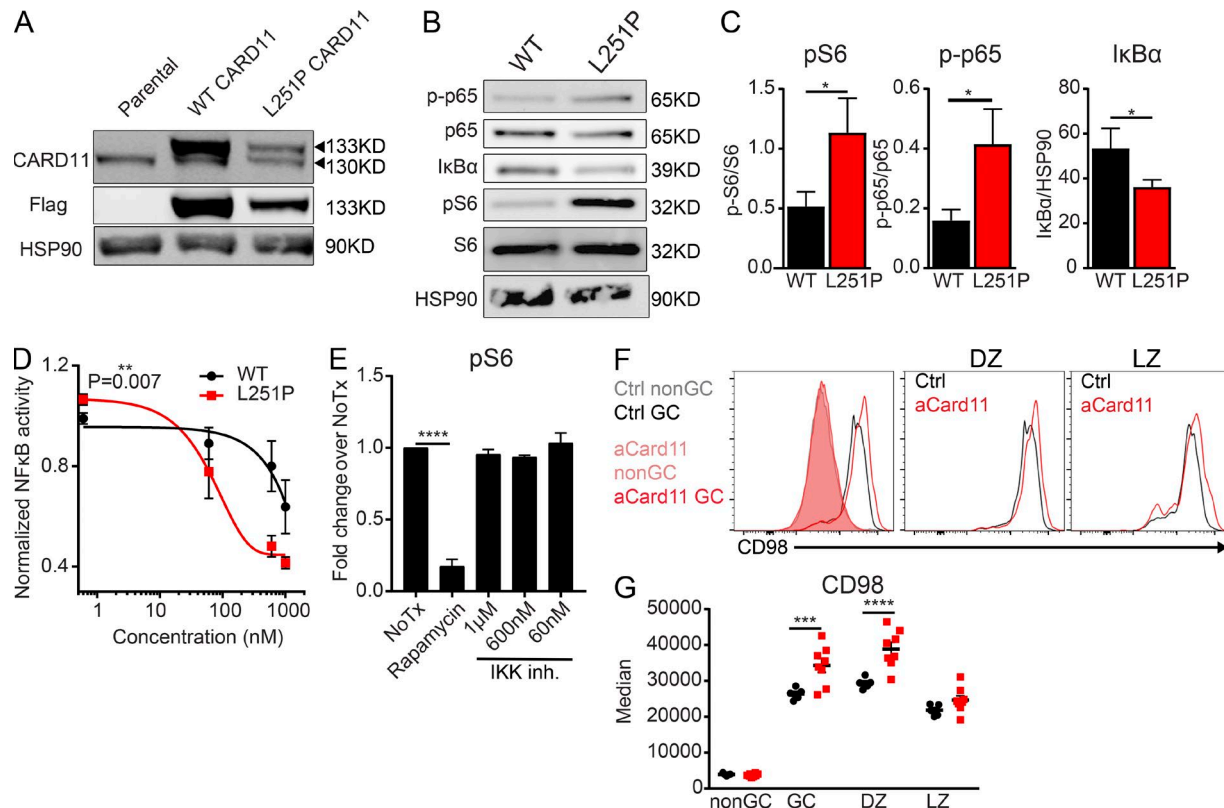 A
Parental
WT CARD11
L251P CARD11
CARD11
133KD
130KD
Flag
133KD
HSP90
90KD
B
WT
L251P
p-p65
65KD
p65
65KD
IκBα
39KD
pS6
32KD
S6
32KD
HSP90
90KD
C
pS6
p-p65
IκBα
*
*
*
p-S6/S6
1.5
1.0
0.5
0.0
WT L251P
p-p65/p65
0.6
0.4
0.2
0.0
WT L251P
IκBα/HSP90
80
60
40
20
0
WT L251P
D
**
P=0.007
WT
L251P
Normalized NFκB activity
1.2
0.8
0.4
1
10
100
1000
Concentration (nM)
E
pS6
****
Fold change over NoTx
1.5
1.0
0.5
0.0
NoTx
Rapamycin
1μM
600nM
60nM
IKK inh.
F
Ctrl nonGC
Ctrl GC
aCard11
nonGC
aCard11 GC
DZ
Ctrl
aCard11
LZ
Ctrl
aCard11
CD98
G
CD98
***
****
Median
50000
40000
30000
20000
10000
0
nonGC
GC
DZ
LZ